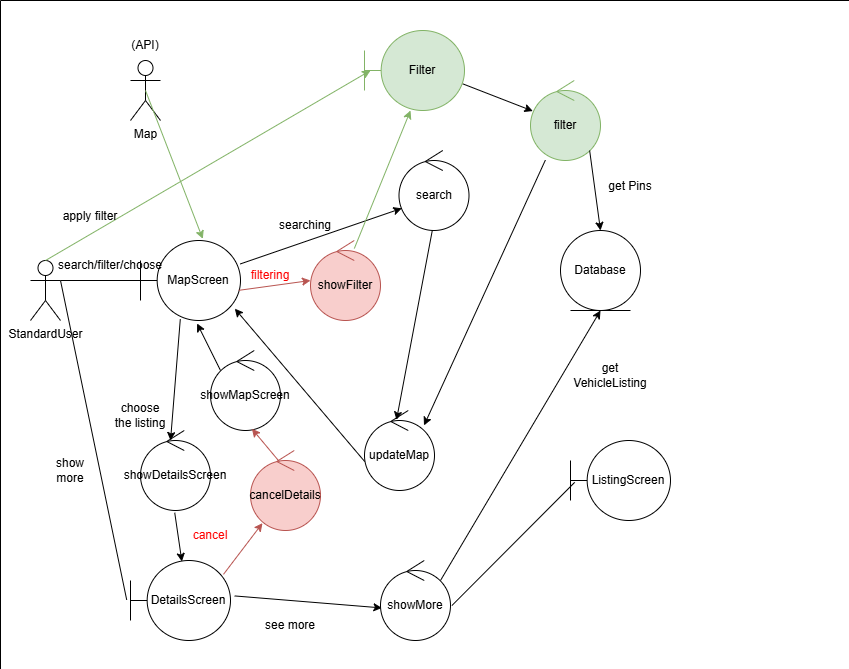 (API)
Map
Filter
filter
get Pins
search
apply filter
searching
search/filter/choose
MapScreen
filtering
showFilter
Database
StandardUser
get
VehicleListing
showMapScreen
choose
the listing
updateMap
show
more
showDetailsScreen
cancelDetails
ListingScreen
cancel
DetailsScreen
showMore
see more